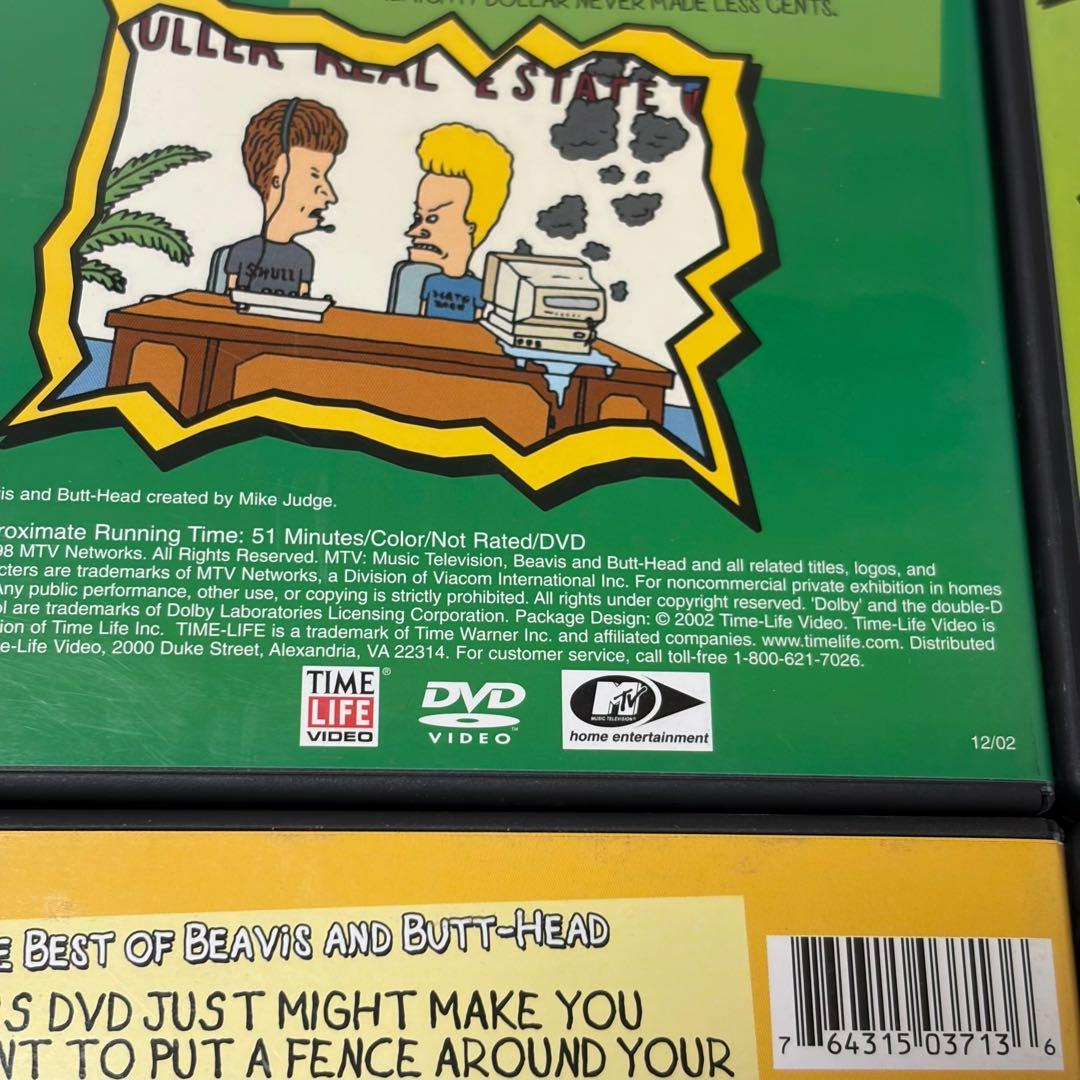 ALMIGHTY DOLLAR NEVER MADE LESS CENTS.
ULLER REAL ESTATE
SKULL
DEATH
ROCK
is and Butt-Head created by Mike Judge.
roximate Running Time: 51 Minutes/Color/Not Rated/DVD
98 MTV Networks. All Rights Reserved. MTV: Music Television, Beavis and Butt-Head and all related titles, logos, and
cters are trademarks of MTV Networks, a Division of Viacom International Inc. For noncommercial private exhibition in homes
Any public performance, other use, or copying is strictly prohibited. All rights under copyright reserved. 'Dolby' and the double-D
ol are trademarks of Dolby Laboratories Licensing Corporation. Package Design: © 2002 Time-Life Video. Time-Life Video is
ion of Time Life Inc. TIME-LIFE is a trademark of Time Warner Inc. and affiliated companies. www.timelife.com. Distributed
e-Life Video, 2000 Duke Street, Alexandria, VA 22314. For customer service, call toll-free 1-800-621-7026.
TIME ®
LIFE
VIDEO
DVD
VIDEO ™
MTV
MUSIC TELEVISION®
home entertainment
12/02
E BEST OF BEAVIS AND BUTT-HEAD
S DVD JUST MIGHT MAKE YOU
NT TO PUT A FENCE AROUND YOUR
7 64315 03713 6